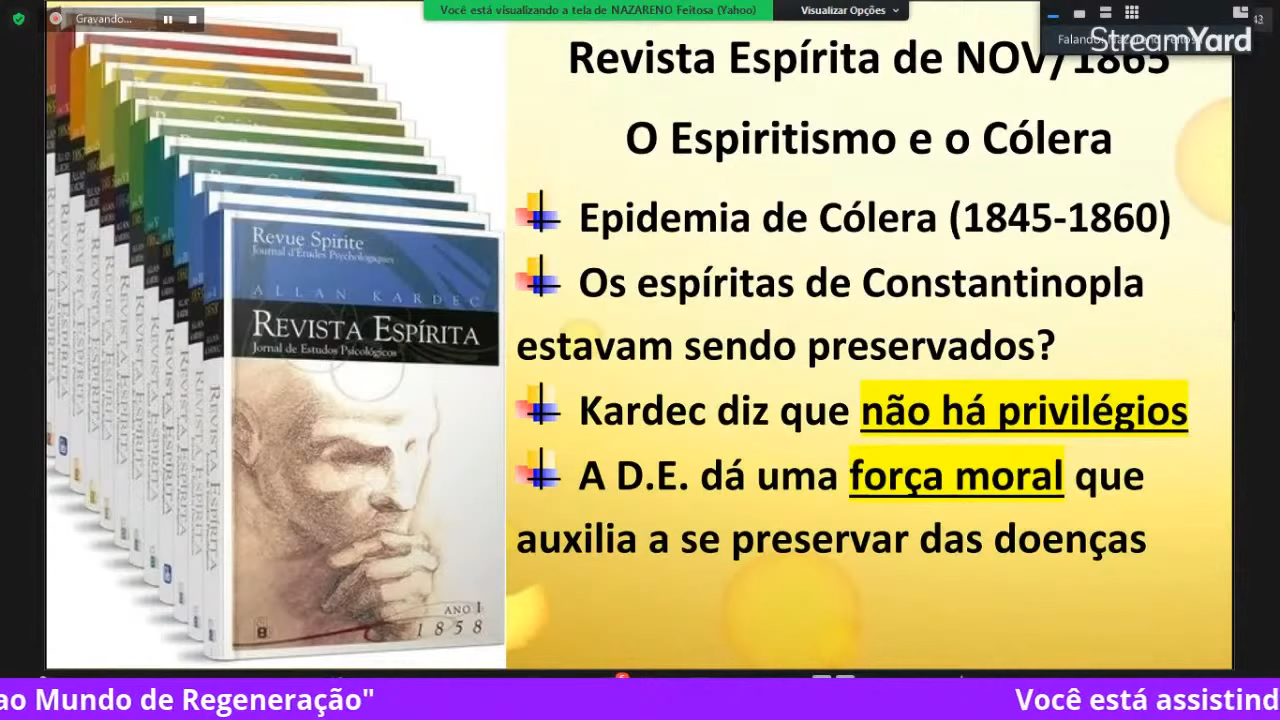 Gravando...
Você está visualizando a tela de NAZARENO Feitosa (Yahoo)
Visualizar Opções
43
StreamYard
Revista Espírita de NOV/1865
O Espiritismo e o Cólera
Epidemia de Cólera (1845-1860)
Os espíritas de Constantinopla
estavam sendo preservados?
Kardec diz que não há privilégios
A D.E. dá uma força moral que
auxilia a se preservar das doenças
Revue Spirite
Journal d'Études Psychologiques
ALLAN KARDEC
REVISTA ESPÍRITA
Jornal de Estudos Psicológicos
ANO I
1858
REVISTA ESPÍRITA
ao Mundo de Regeneração"
Você está assistind